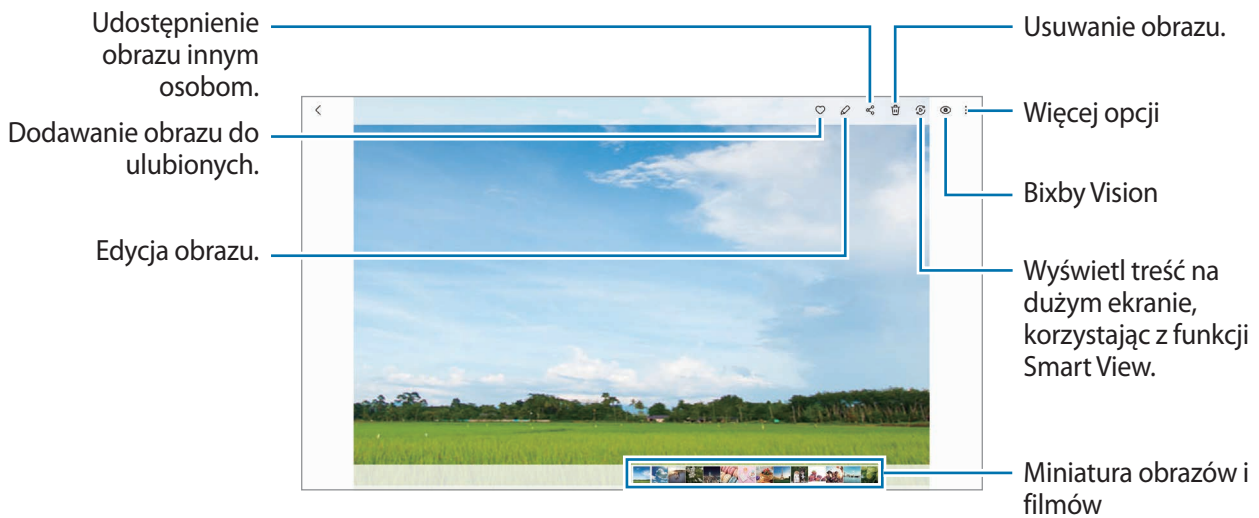 Udostępnienie
obrazu innym
osobom.
Dodawanie obrazu do
ulubionych.
Edycja obrazu.
Usuwanie obrazu.
Więcej opcji
Bixby Vision
Wyświetl treść na
dużym ekranie,
korzystając z funkcji
Smart View.
Miniatura obrazów i
filmów